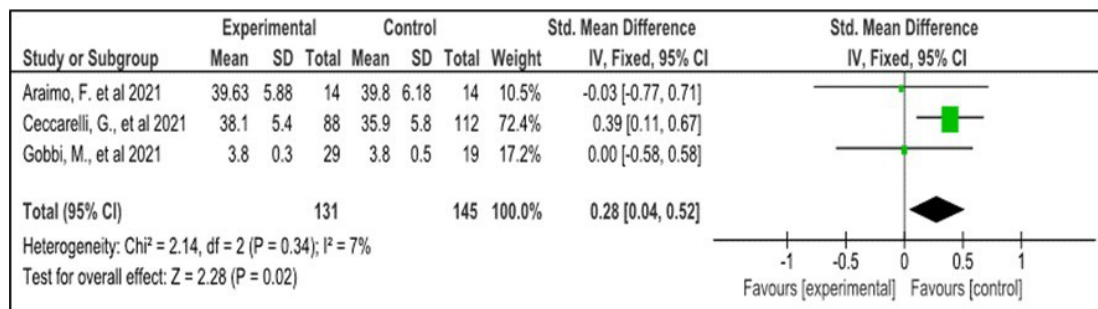 Experimental Control Std. Mean Difference Std. Mean Difference
Study or Subgroup Mean SD Total Mean SD Total Weight IV, Fixed, 95% CI IV, Fixed, 95% CI
Araimo, F. et al 2021 39.63 5.88 14 39.8 6.18 14 10.5% -0.03 [-0.77, 0.71]
Ceccarelli, G., et al 2021 38.1 5.4 88 35.9 5.8 112 72.4% 0.39 [0.11, 0.67]
Gobbi, M., et al 2021 3.8 0.3 29 3.8 0.5 19 17.2% 0.00 [-0.58, 0.58]
Total (95% CI) 131 145 100.0% 0.28 [0.04, 0.52]
Heterogeneity: Chi² = 2.14, df = 2 (P = 0.34); I² = 7%
Test for overall effect: Z = 2.28 (P = 0.02)
-1 -0.5 0 0.5 1
Favours [experimental] Favours [control]